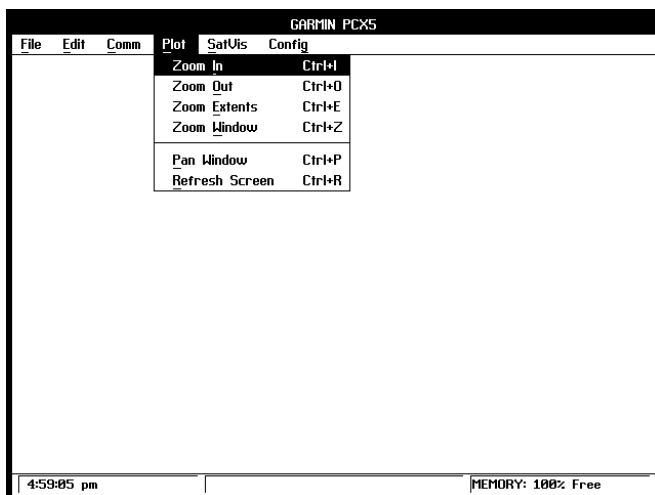 GARMIN PCX5
File Edit Comm Plot SatVis Config
Zoom In Ctrl+I
Zoom Out Ctrl+O
Zoom Extents Ctrl+E
Zoom Window Ctrl+Z
Pan Window Ctrl+P
Refresh Screen Ctrl+R
4:59:05 pm MEMORY: 100% Free